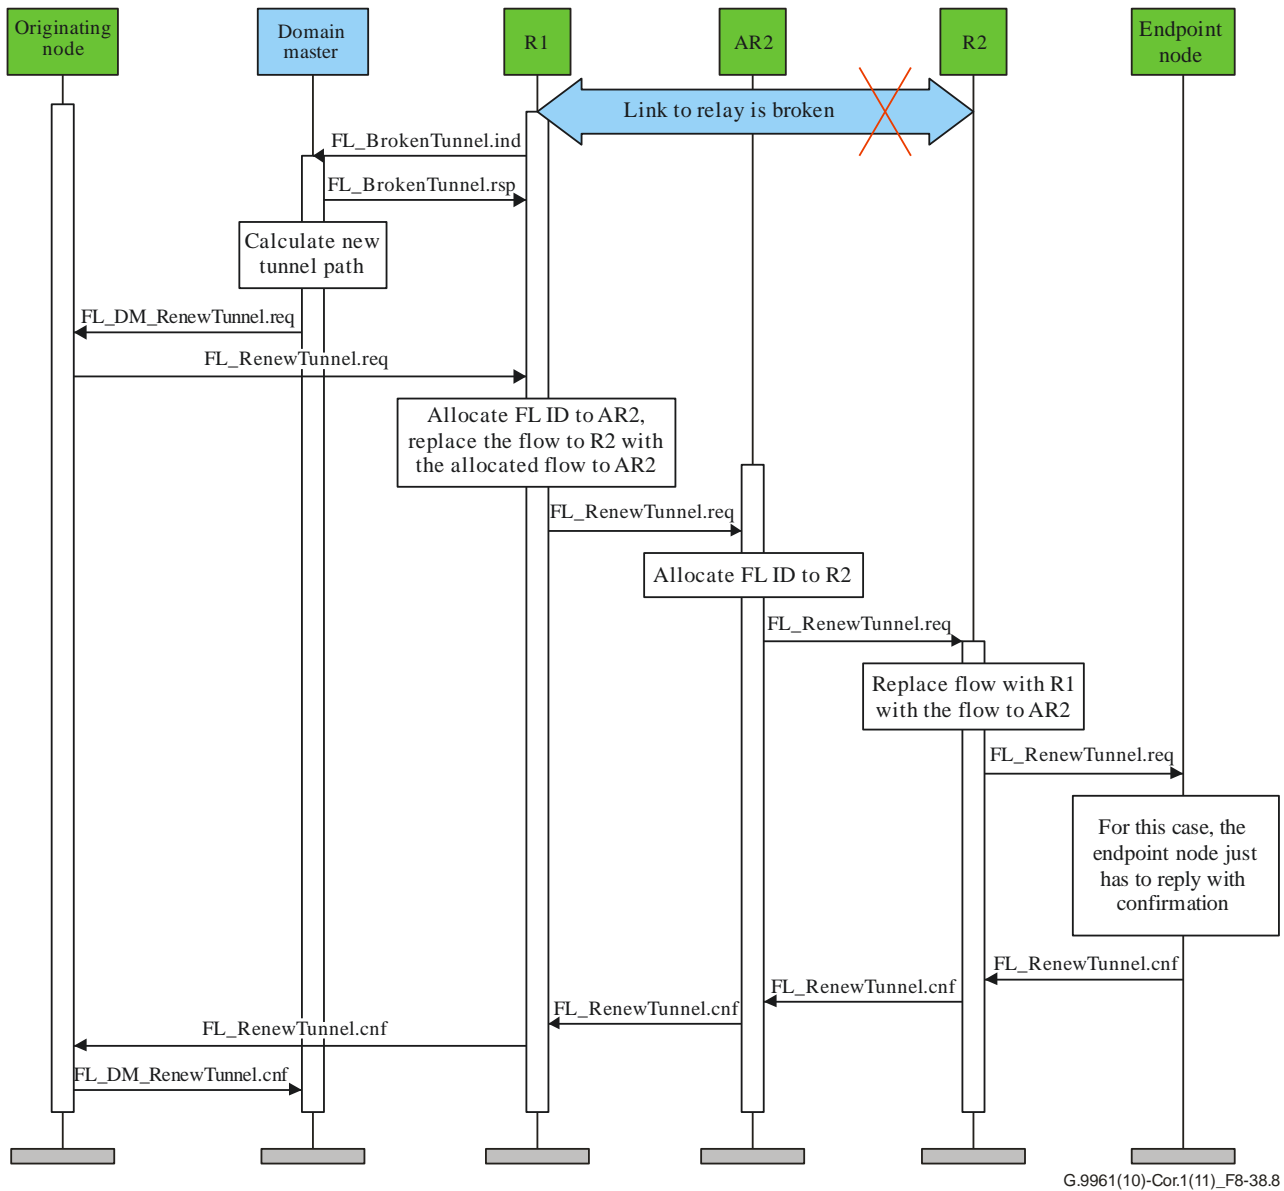 Originating
node
Domain
master
R1
AR2
R2
Endpoint
node
Link to relay is broken
FL_BrokenTunnel.ind
FL_BrokenTunnel.rsp
Calculate new
tunnel path
FL_DM_RenewTunnel.req
FL_RenewTunnel.req
Allocate FL ID to AR2,
replace the flow to R2 with
the allocated flow to AR2
FL_RenewTunnel.req
Allocate FL ID to R2
FL_RenewTunnel.req
Replace flow with R1
with the flow to AR2
FL_RenewTunnel.req
For this case, the
endpoint node just
has to reply with
confirmation
FL_RenewTunnel.cnf
FL_RenewTunnel.cnf
FL_RenewTunnel.cnf
FL_RenewTunnel.cnf
FL_DM_RenewTunnel.cnf
G.9961(10)-Cor.1(11)_F8-38.8